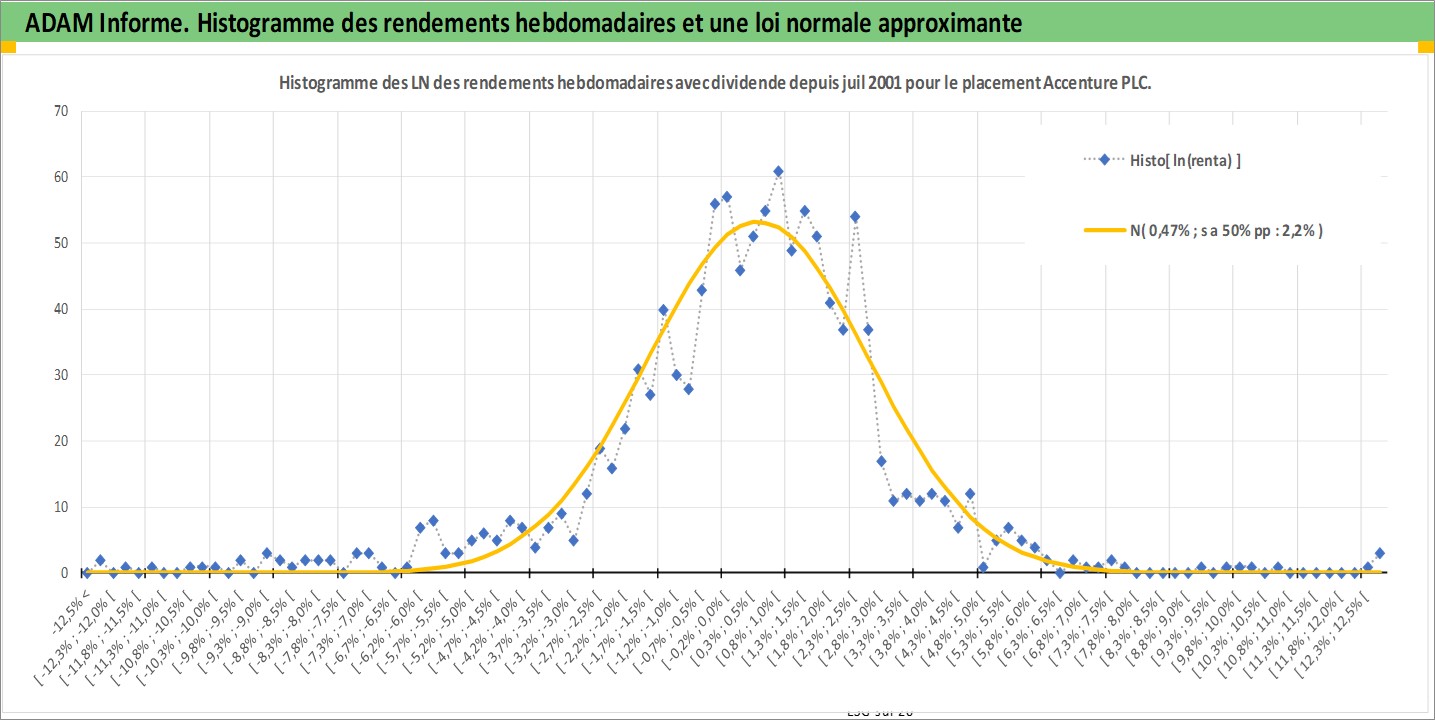 ADAM Informe. Histogramme des rendements hebdomadaires et une loi normale approximante
Histogramme des LN des rendements hebdomadaires avec dividende depuis juil 2001 pour le placement Accenture PLC.
70
60
50
40
30
20
10
0
Histo[ ln(renta) ]
N( 0,47% ; s a 50% pp : 2,2% )
-12,5% <
[ -12,3% ; -12,0% [
[ -11,8% ; -11,5% [
[ -11,3% ; -11,0% [
[ -10,8% ; -10,5% [
[ -10,3% ; -10,0% [
[ -9,8% ; -9,5% [
[ -9,3% ; -9,0% [
[ -8,8% ; -8,5% [
[ -8,3% ; -8,0% [
[ -7,8% ; -7,5% [
[ -7,3% ; -7,0% [
[ -6,7% ; -6,5% [
[ -6,2% ; -6,0% [
[ -5,7% ; -5,5% [
[ -5,2% ; -5,0% [
[ -4,7% ; -4,5% [
[ -4,2% ; -4,0% [
[ -3,7% ; -3,5% [
[ -3,2% ; -3,0% [
[ -2,7% ; -2,5% [
[ -2,2% ; -2,0% [
[ -1,7% ; -1,5% [
[ -1,2% ; -1,0% [
[ -0,7% ; -0,5% [
[ -0,2% ; 0,0% [
[ 0,3% ; 0,5% [
[ 0,8% ; 1,0% [
[ 1,3% ; 1,5% [
[ 1,8% ; 2,0% [
[ 2,3% ; 2,5% [
[ 2,8% ; 3,0% [
[ 3,3% ; 3,5% [
[ 3,8% ; 4,0% [
[ 4,3% ; 4,5% [
[ 4,8% ; 5,0% [
[ 5,3% ; 5,5% [
[ 5,8% ; 6,0% [
[ 6,3% ; 6,5% [
[ 6,8% ; 7,0% [
[ 7,3% ; 7,5% [
[ 7,8% ; 8,0% [
[ 8,3% ; 8,5% [
[ 8,8% ; 9,0% [
[ 9,3% ; 9,5% [
[ 9,8% ; 10,0% [
[ 10,3% ; 10,5% [
[ 10,8% ; 11,0% [
[ 11,3% ; 11,5% [
[ 11,8% ; 12,0% [
[ 12,3% ; 12,5% [